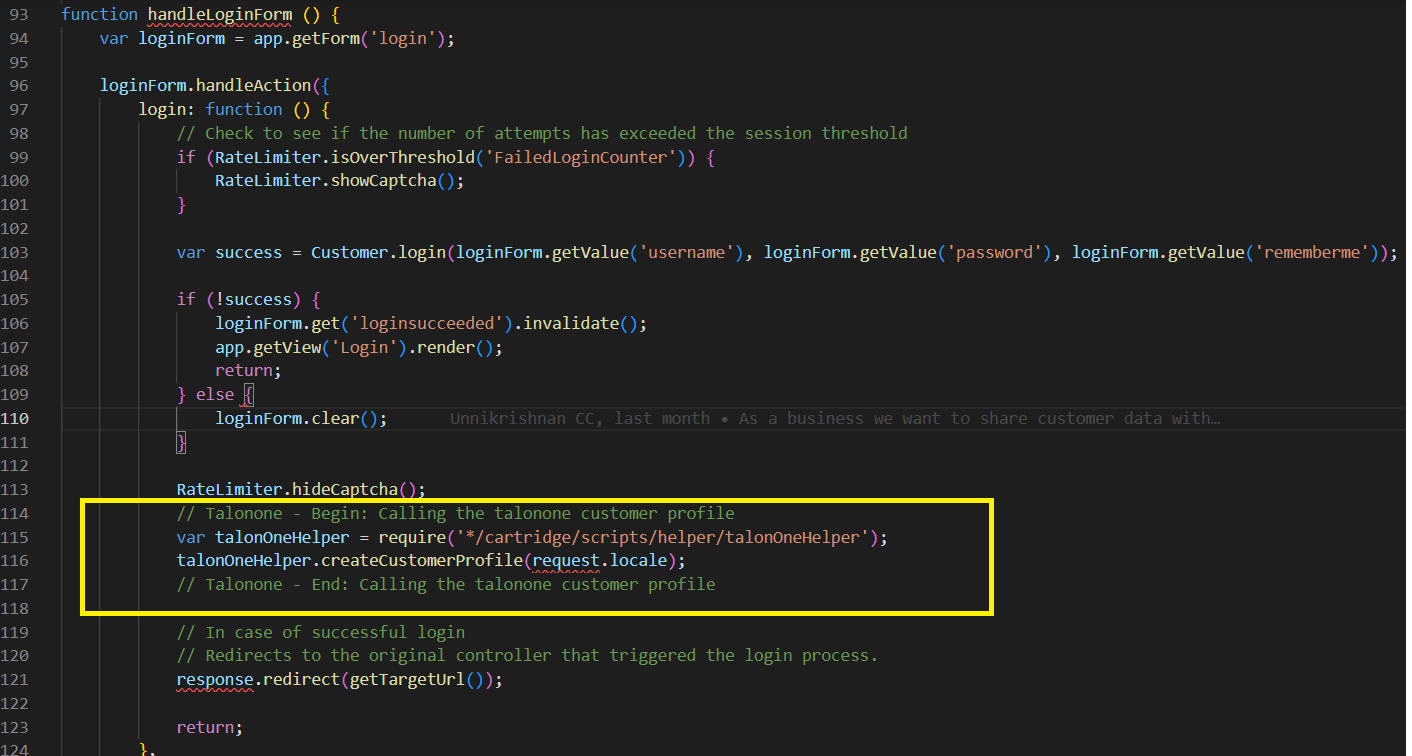 93 function handleLoginForm () {
94 var loginForm = app.getForm('login');
95
96 loginForm.handleAction({
97 login: function () {
98 // Check to see if the number of attempts has exceeded the session threshold
99 if (RateLimiter.isOverThreshold('FailedLoginCounter')) {
100 RateLimiter.showCaptcha();
101 }
102
103 var success = Customer.login(loginForm.getValue('username'), loginForm.getValue('password'), loginForm.getValue('rememberme'));
104
105 if (!success) {
106 loginForm.get('loginsucceeded').invalidate();
107 app.getView('Login').render();
108 return;
109 } else {
110 loginForm.clear(); Unnikrishnan CC, last month • As a business we want to share customer data with…
111 }
112
113 RateLimiter.hideCaptcha();
114 // Talonone - Begin: Calling the talonone customer profile
115 var talonOneHelper = require('*/cartridge/scripts/helper/talonOneHelper');
116 talonOneHelper.createCustomerProfile(request.locale);
117 // Talonone - End: Calling the talonone customer profile
118
119 // In case of successful login
120 // Redirects to the original controller that triggered the login process.
121 response.redirect(getTargetUrl());
122
123 return;
124 },